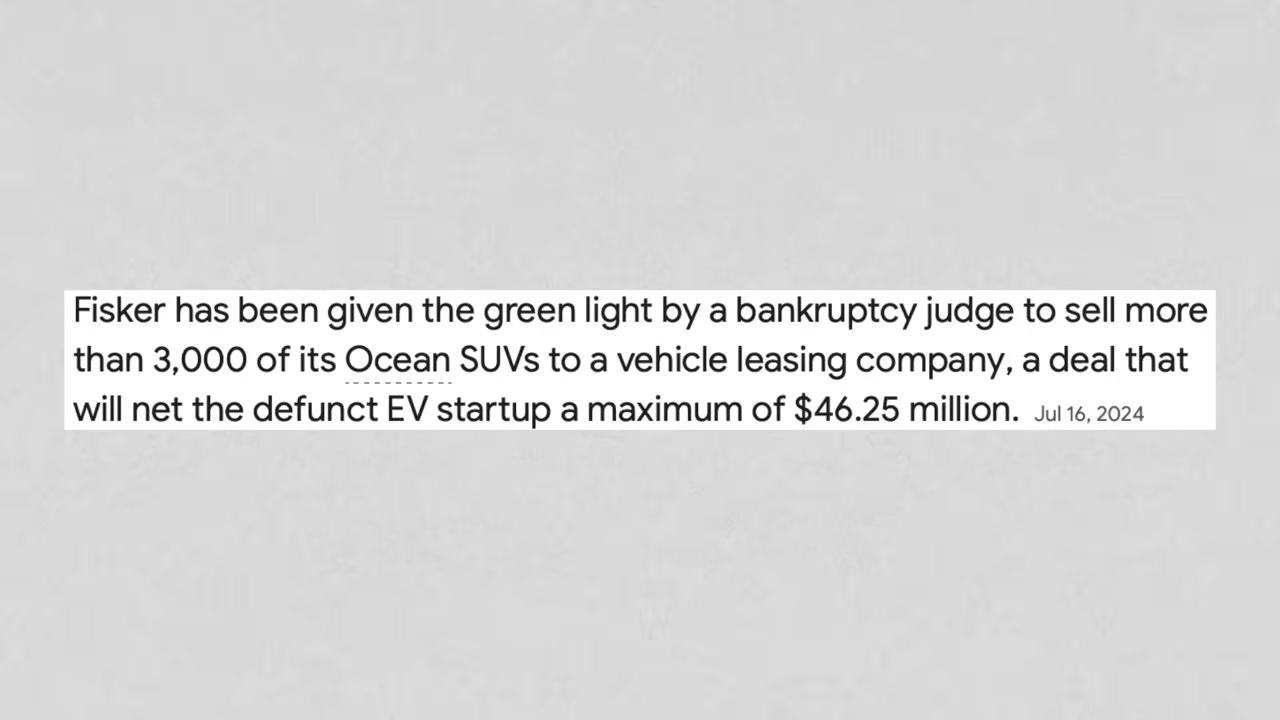 Fisker has been given the green light by a bankruptcy judge to sell more
than 3,000 of its Ocean SUVs to a vehicle leasing company, a deal that
will net the defunct EV startup a maximum of $46.25 million. Jul 16, 2024